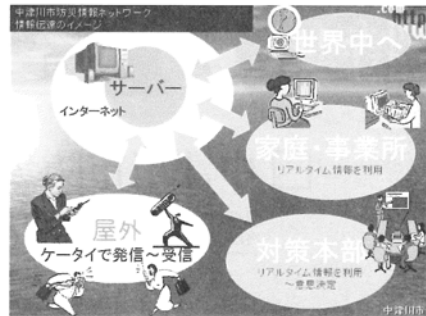 中津川市防災情報ネットワーク
情報伝達のイメージ
.com
http
世界中へ
サーバー
インターネット
家庭・事業所
リアルタイム情報を利用
屋外
ケータイで発信～受信
対策本部
リアルタイム情報を利用
～意思決定
中津川市